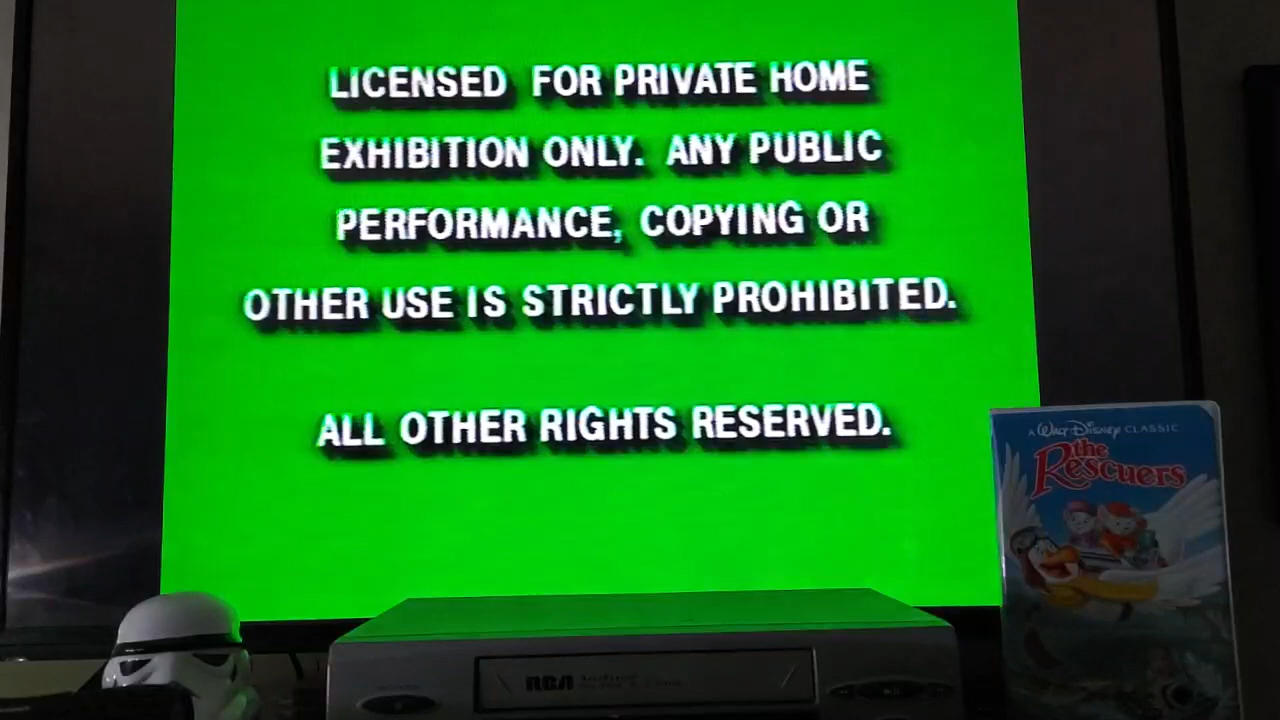 LICENSED FOR PRIVATE HOME
EXHIBITION ONLY. ANY PUBLIC
PERFORMANCE, COPYING OR
OTHER USE IS STRICTLY PROHIBITED.
ALL OTHER RIGHTS RESERVED.
A WALT DISNEY CLASSIC
the
Rescuers
RCA